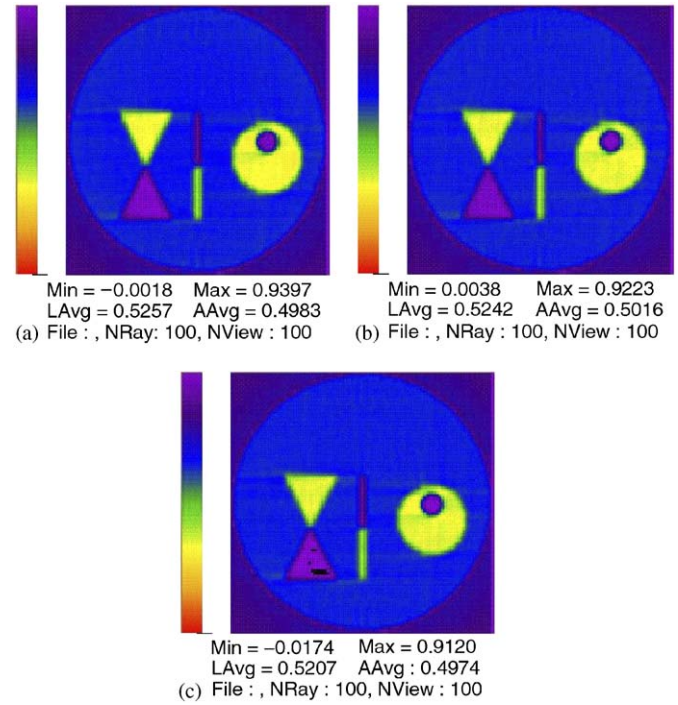 Min = −0.0018 Max = 0.9397
LAvg = 0.5257 AAvg = 0.4983
(a) File : , NRay: 100, NView : 100
Min = 0.0038 Max = 0.9223
LAvg = 0.5242 AAvg = 0.5016
(b) File : , NRay : 100, NView : 100
Min = −0.0174 Max = 0.9120
LAvg = 0.5207 AAvg : 0.4974
(c) File : , NRay : 100, NView : 100